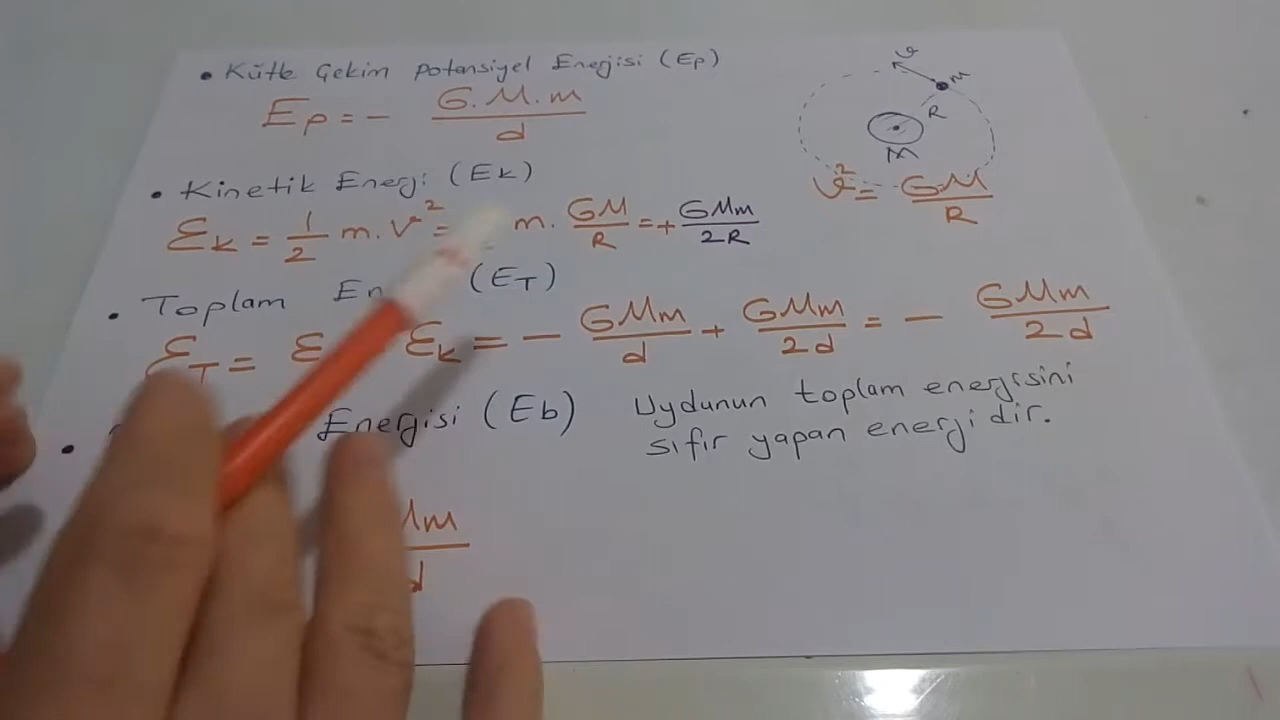 • Kütle Çekim Potansiyel Enerjisi (Ep)
Ep = - G.M.m / d
• Kinetik Enerji (Ek)
Ek = 1/2 m.v² = m. GM/R = + GMm/2R
• Toplam (ET)
ET = Ek = - GMm/d + GMm/2d = - GMm/2d
• Enerjisi (Eb) Uydunun toplam enerjisini
sıfır yapan enerjidir.
Mm / d
v
m
R
M
v² = G.M / R